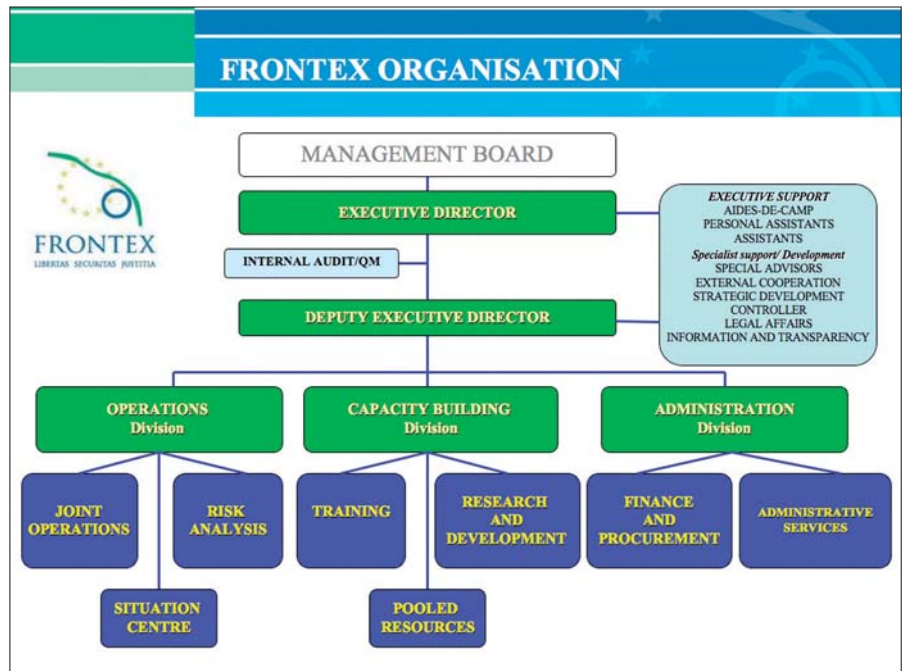 FRONTEX ORGANISATION
FRONTEX
LIBERTAS SECURITAS JUSTITIA
MANAGEMENT BOARD
EXECUTIVE DIRECTOR
INTERNAL AUDIT/QM
DEPUTY EXECUTIVE DIRECTOR
EXECUTIVE SUPPORT
AIDES-DE-CAMP
PERSONAL ASSISTANTS
ASSISTANTS
Specialist support/ Development
SPECIAL ADVISORS
EXTERNAL COOPERATION
STRATEGIC DEVELOPMENT
CONTROLLER
LEGAL AFFAIRS
INFORMATION AND TRANSPARENCY
OPERATIONS
Division
CAPACITY BUILDING
Division
ADMINISTRATION
Division
JOINT
OPERATIONS
RISK
ANALYSIS
TRAINING
RESEARCH
AND
DEVELOPMENT
FINANCE
AND
PROCUREMENT
ADMINISTRATIVE
SERVICES
SITUATION
CENTRE
POOLED
RESOURCES